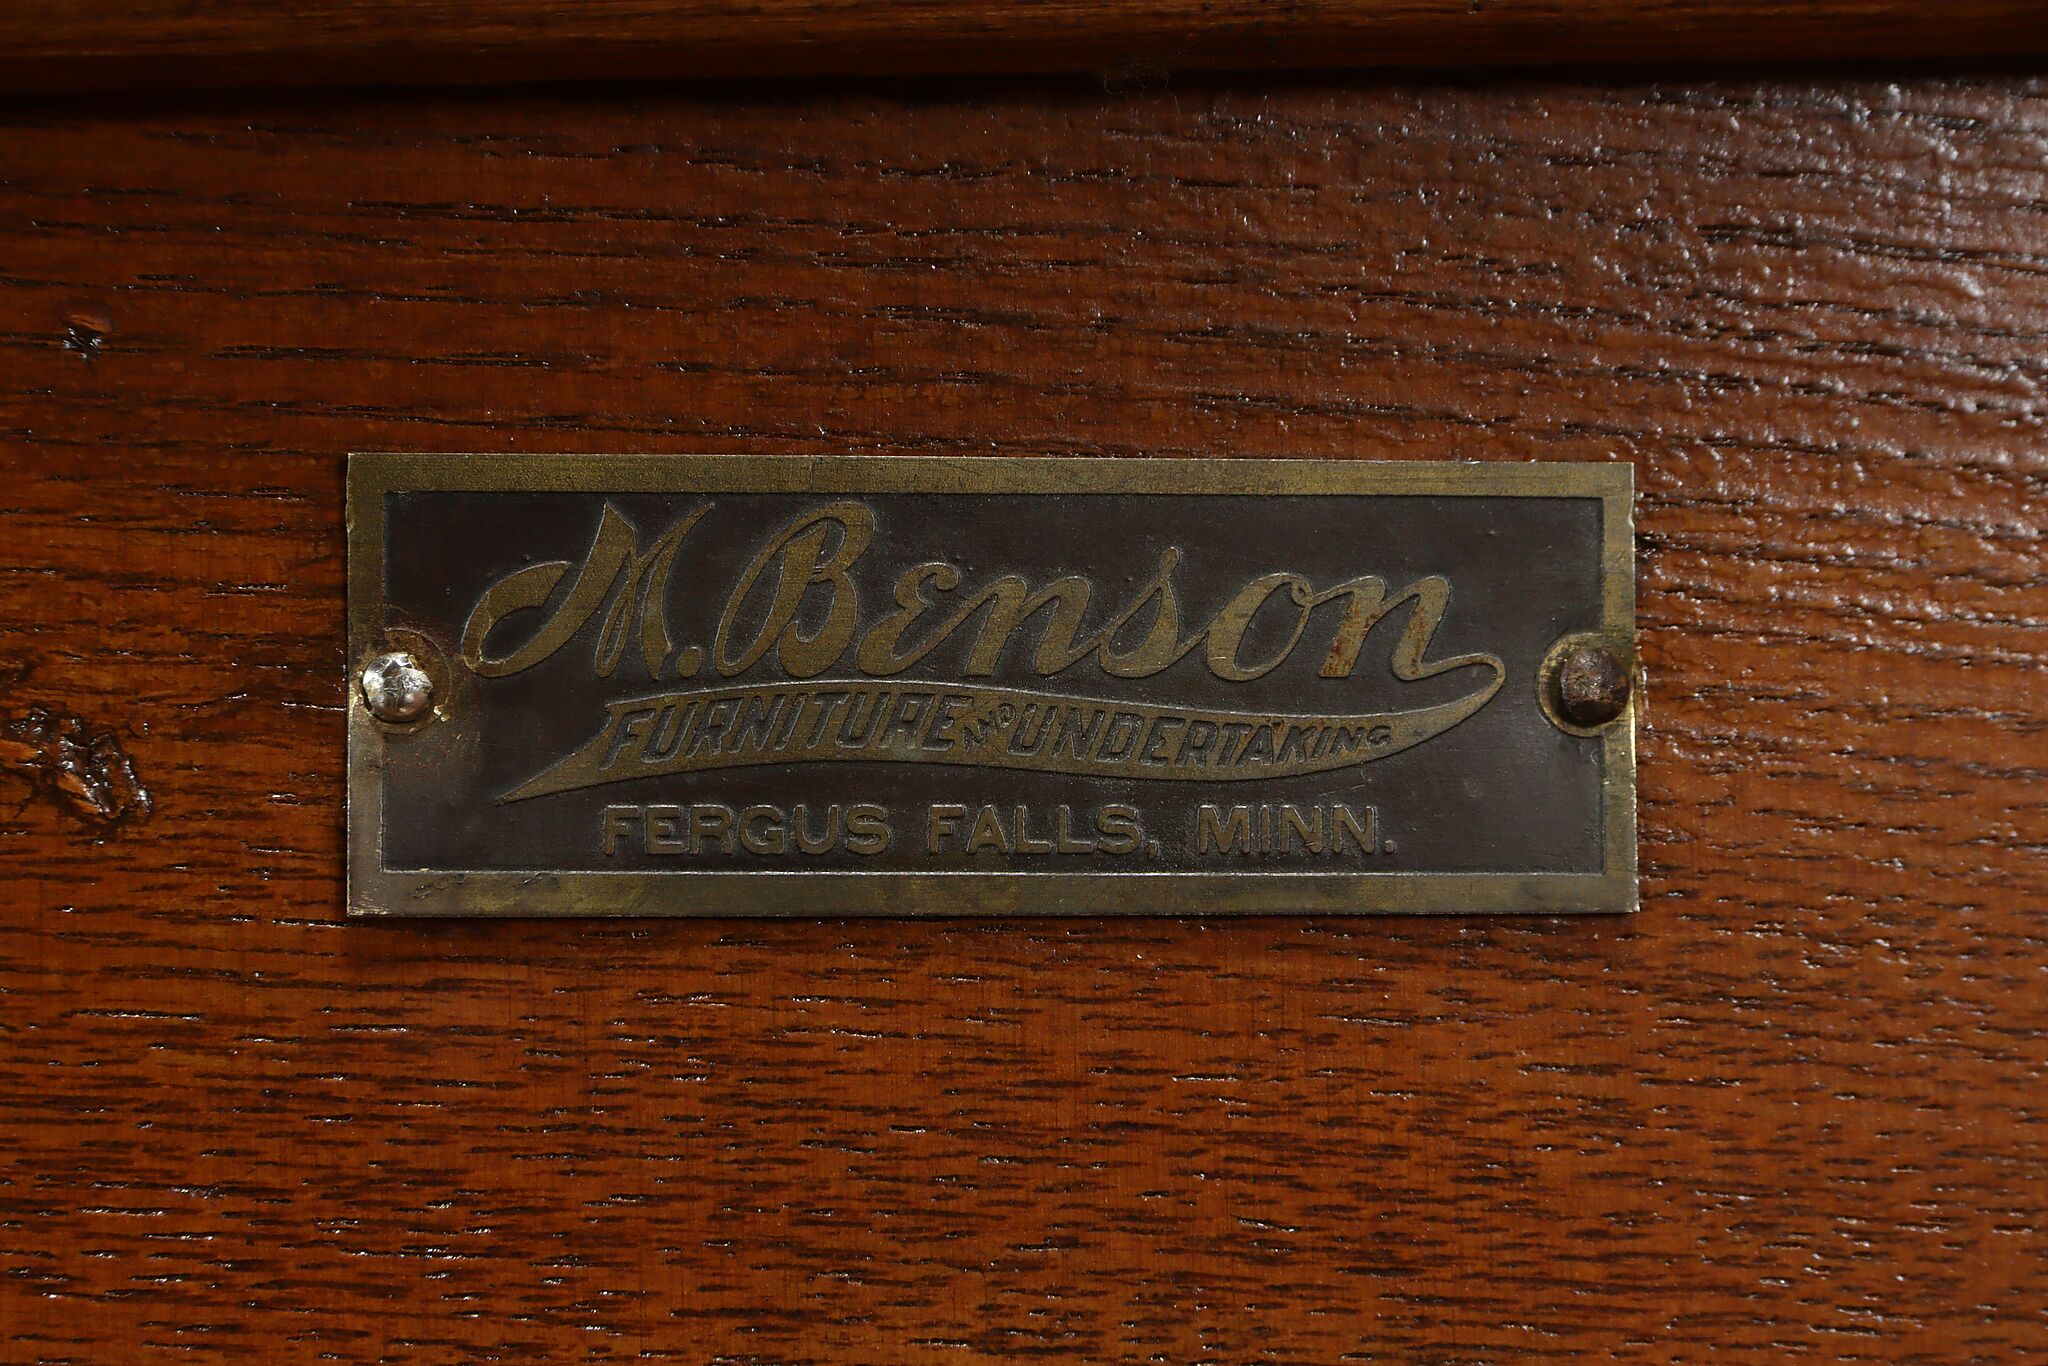 M. Benson
FURNITURE AND UNDERTAKING
FERGUS FALLS, MINN.